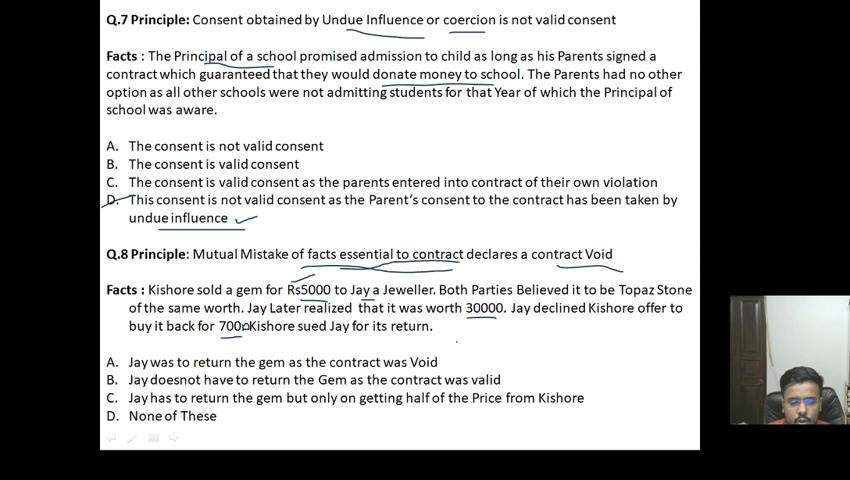 Q.7 Principle: Consent obtained by Undue Influence or coercion is not valid consent
Facts : The Principal of a school promised admission to child as long as his Parents signed a
contract which guaranteed that they would donate money to school. The Parents had no other
option as all other schools were not admitting students for that Year of which the Principal of
school was aware.
A. The consent is not valid consent
B. The consent is valid consent
C. The consent is valid consent as the parents entered into contract of their own violation
D. This consent is not valid consent as the Parent's consent to the contract has been taken by
undue influence
Q.8 Principle: Mutual Mistake of facts essential to contract declares a contract Void
Facts : Kishore sold a gem for Rs5000 to Jay a Jeweller. Both Parties Believed it to be Topaz Stone
of the same worth. Jay Later realized that it was worth 30000. Jay declined Kishore offer to
buy it back for 7000 Kishore sued Jay for its return.
A. Jay was to return the gem as the contract was Void
B. Jay doesnot have to return the Gem as the contract was valid
C. Jay has to return the gem but only on getting half of the Price from Kishore
D. None of These